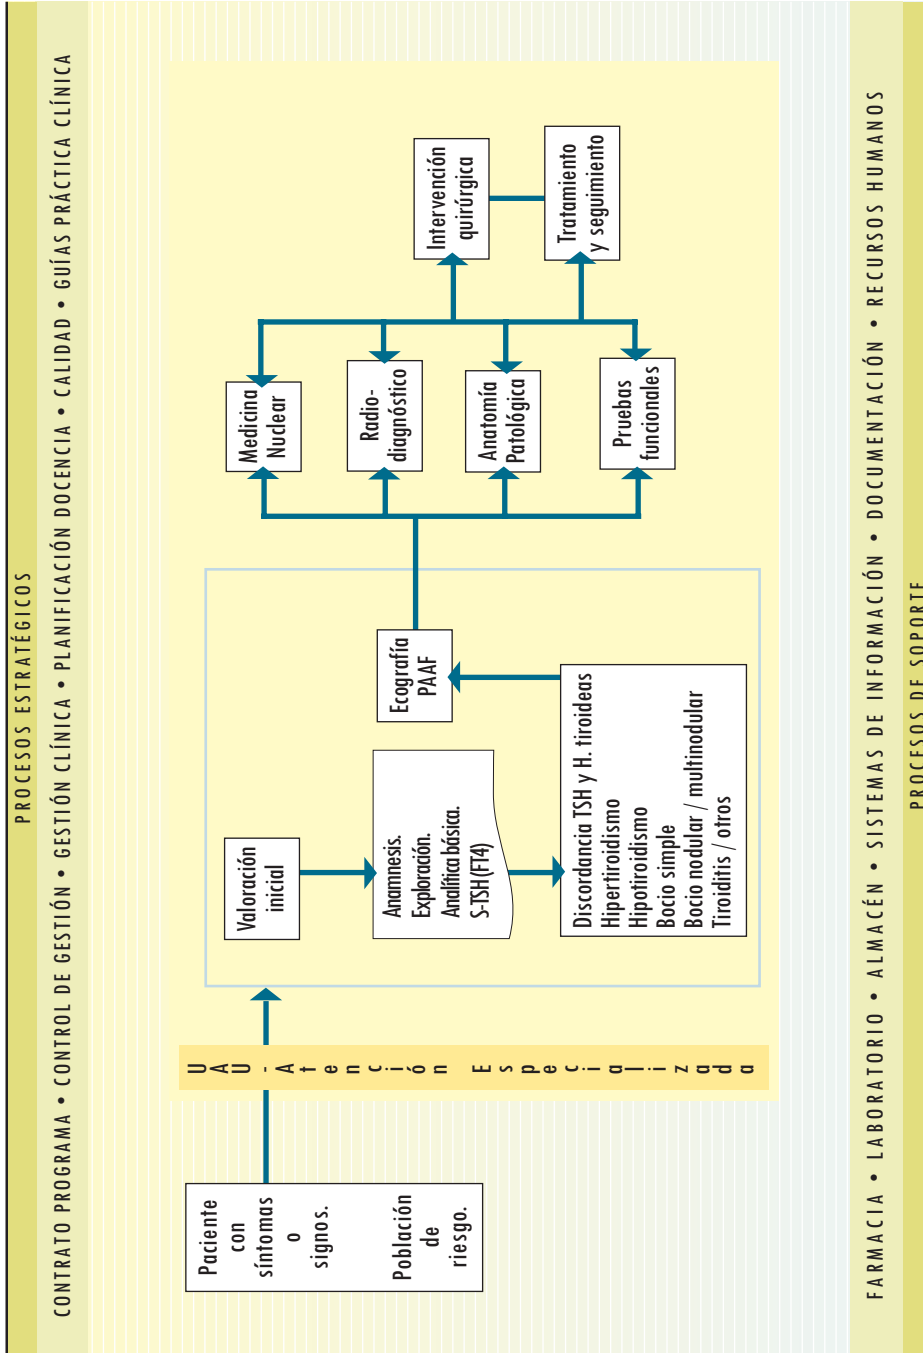 PROCESOS ESTRATÉGICOS
CONTRATO PROGRAMA • CONTROL DE GESTIÓN • GESTIÓN CLÍNICA • PLANIFICACIÓN DOCENCIA • CALIDAD • GUÍAS PRÁCTICA CLÍNICA
Paciente
con
síntomas
o
signos.
Población
de
riesgo.
UAU-Atención Especializada
Valoración
inicial
Anamnesis.
Exploración.
Analítica básica.
S-TSH (FT4)
Discordancia TSH y H. tiroideas
Hipertiroidismo
Hipotiroidismo
Bocio simple
Bocio nodular / multinodular
Tiroiditis / otros
Ecografía
PAAF
Medicina
Nuclear
Radio-
diagnóstico
Anatomía
Patológica
Pruebas
funcionales
Intervención
quirúrgica
Tratamiento
y seguimiento
FARMACIA • LABORATORIO • ALMACÉN • SISTEMAS DE INFORMACIÓN • DOCUMENTACIÓN • RECURSOS HUMANOS
PROCESOS DE SOPORTE